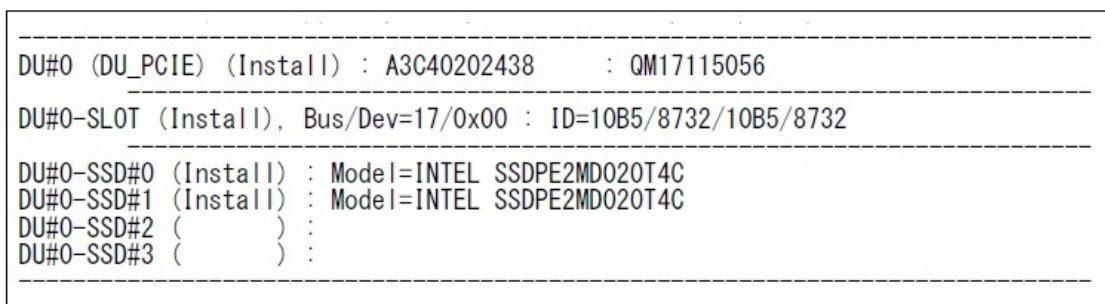 --------------------------------------------------------------------------------
DU#0 (DU_PCIE) (Install) : A3C40202438 : QM17115056
------------------------------------------------------------------------
DU#0-SLOT (Install), Bus/Dev=17/0x00 : ID=10B5/8732/10B5/8732
------------------------------------------------------------------------
DU#0-SSD#0 (Install) : Model=INTEL SSDPE2MD020T4C
DU#0-SSD#1 (Install) : Model=INTEL SSDPE2MD020T4C
DU#0-SSD#2 (       ) :
DU#0-SSD#3 (       ) :
--------------------------------------------------------------------------------